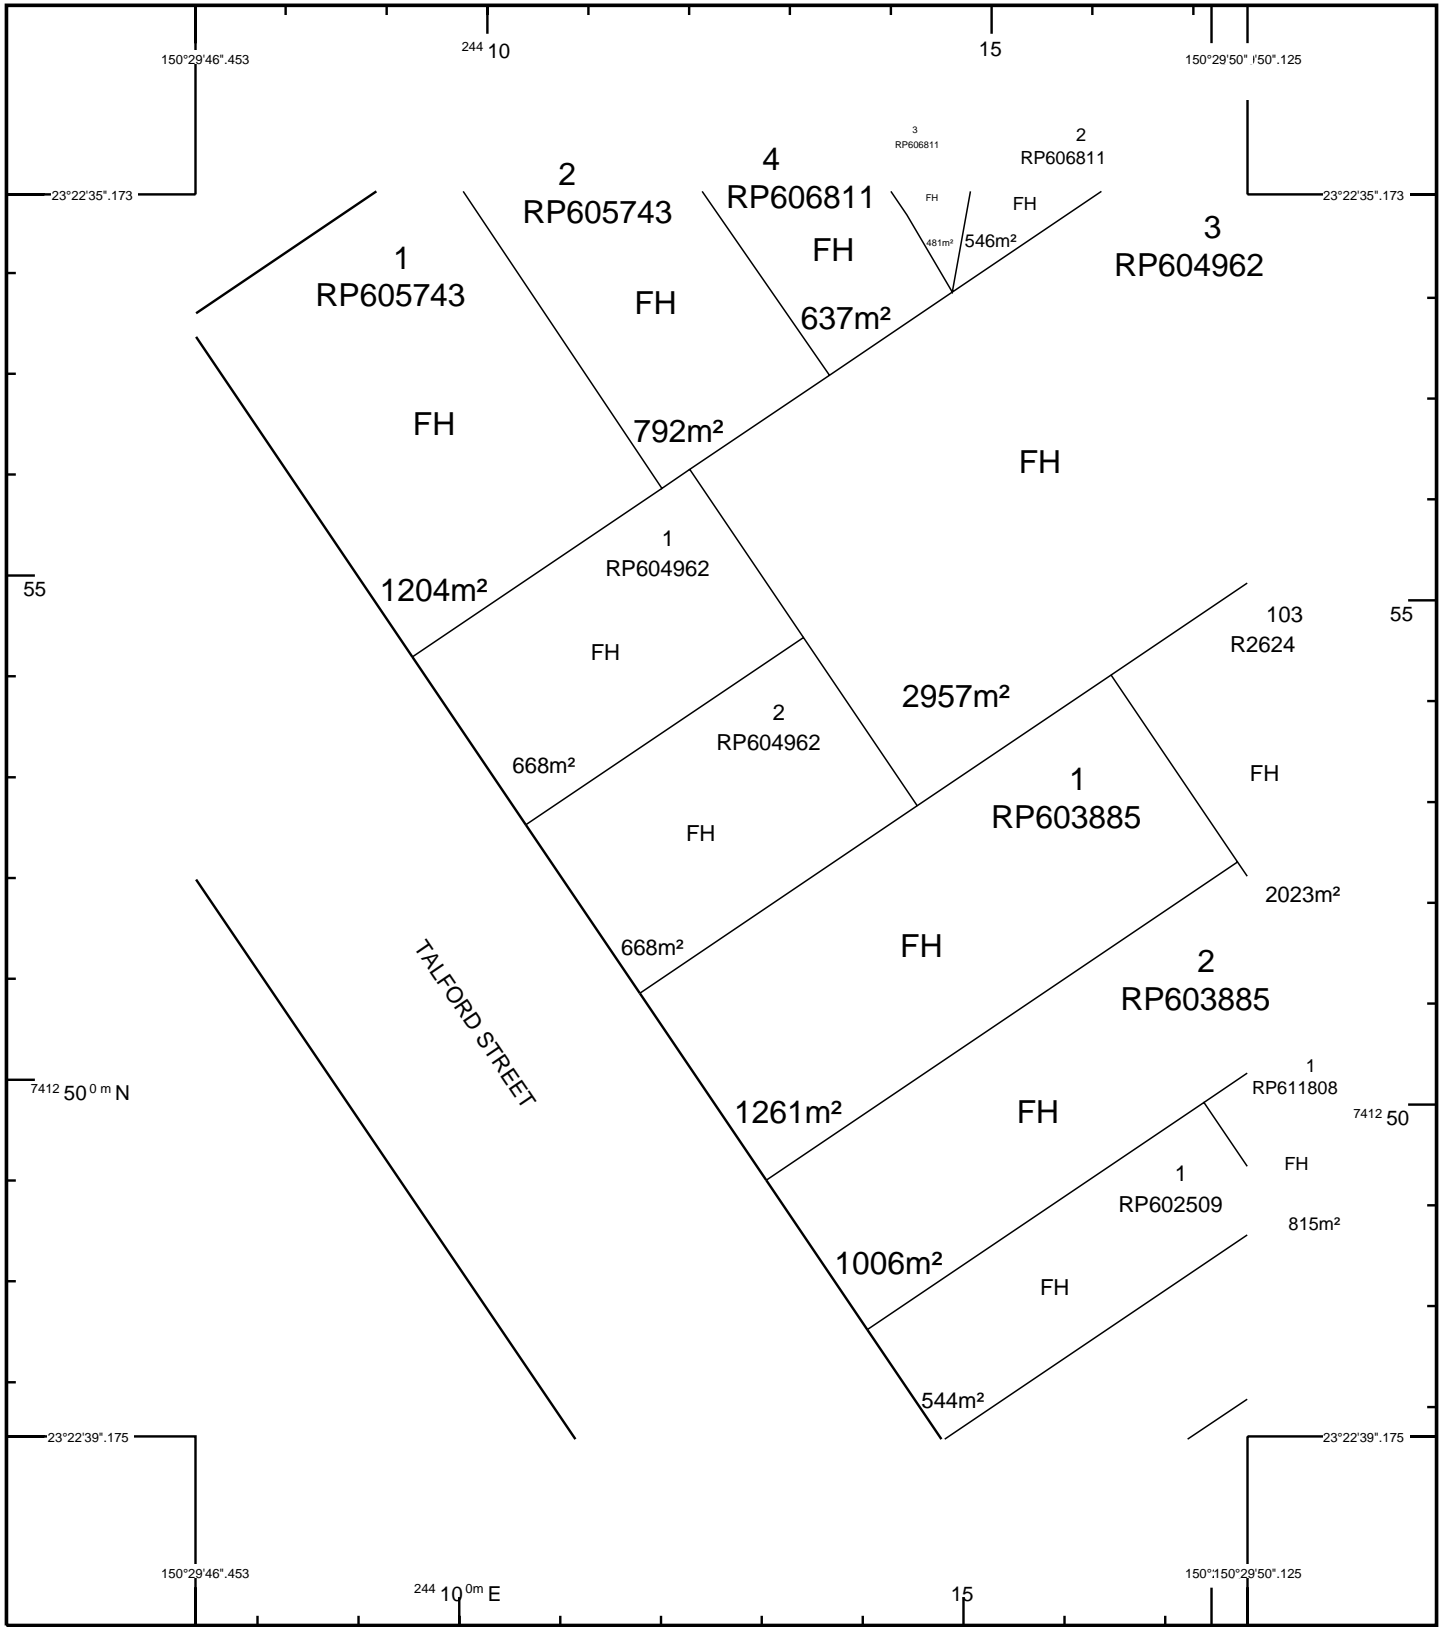 150°29'46".453
244 10
15
150°29'50"
'50".125
23°22'35".173
23°22'35".173
3
RP606811
2
RP606811
4
RP606811
2
RP605743
FH
FH
3
RP604962
481m²
546m²
FH
1
RP605743
FH
637m²
FH
792m²
FH
1
RP604962
55
1204m²
55
103
R2624
FH
2957m²
2
RP604962
668m²
1
RP603885
FH
FH
2023m²
668m²
FH
2
RP603885
TALFORD STREET
1
RP611808
7412 50 0 m N
1261m²
FH
7412 50
FH
1
RP602509
815m²
1006m²
FH
544m²
23°22'39".175
23°22'39".175
150°29'46".453
244 10 0m E
15
150°
150°29'50".125